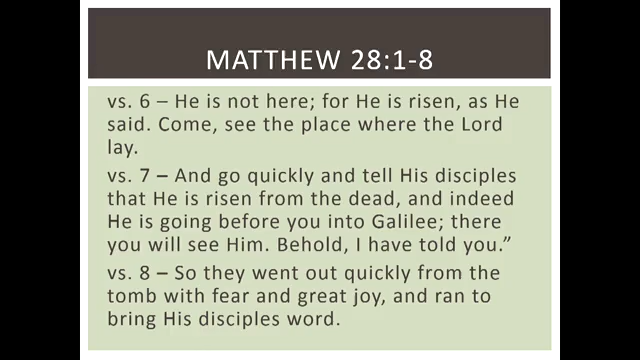 MATTHEW 28:1-8
vs. 6 – He is not here; for He is risen, as He
said. Come, see the place where the Lord
lay.
vs. 7 – And go quickly and tell His disciples
that He is risen from the dead, and indeed
He is going before you into Galilee; there
you will see Him. Behold, I have told you.”
vs. 8 – So they went out quickly from the
tomb with fear and great joy, and ran to
bring His disciples word.